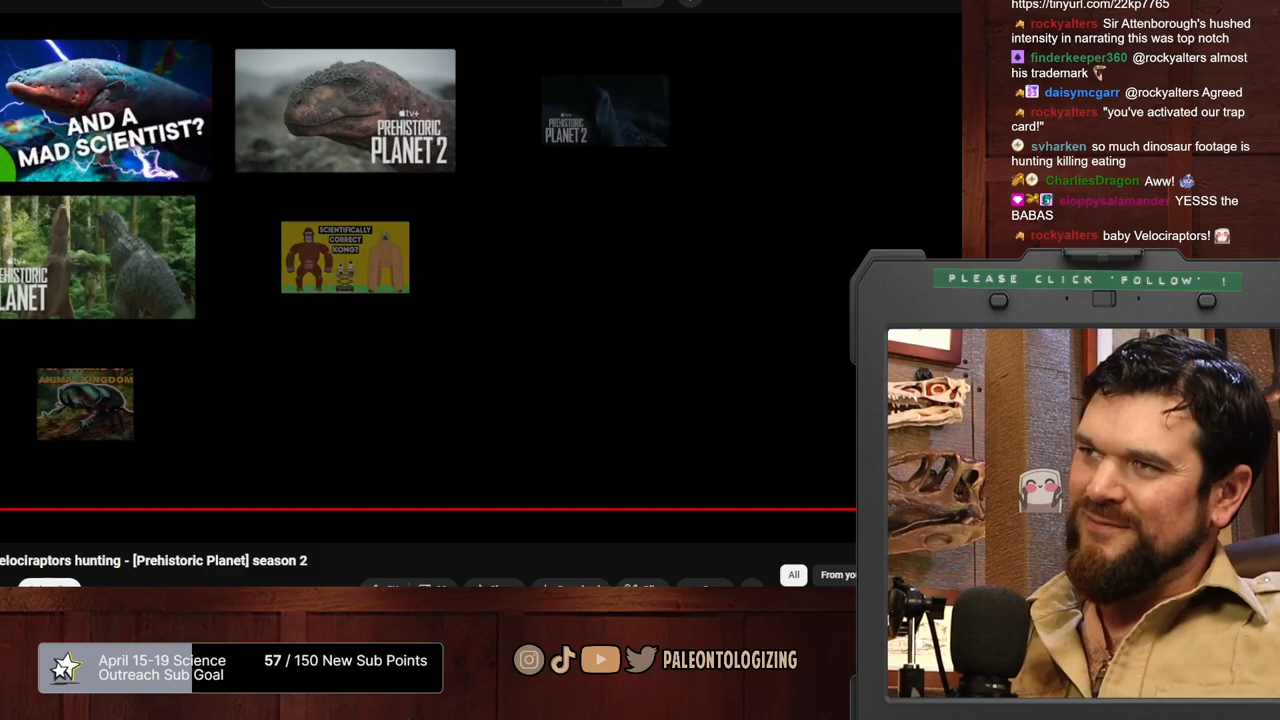 https://tinyurl.com/22kp7765
rockyalters Sir Attenborough's hushed
intensity in narrating this was top notch
finderkeeper360 @rockyalters almost
his trademark
daisymcgarr @rockyalters Agreed
rockyalters "you've activated our trap
card!"
svharken so much dinosaur footage is
hunting killing eating
CharliesDragon Aww!
sloppysalamander YESSS the
BABAS
rockyalters baby Velociraptors!
AND A
MAD SCIENTIST?
tv+
PREHISTORIC
PLANET 2
PREHISTORIC
PLANET 2
tv+
EHISTORIC
LANET
SCIENTIFICALLY
CORRECT
KONG?
ANIMAL KINGDOM
PLEASE CLICK 'FOLLOW' !
elociraptors hunting - [Prehistoric Planet] season 2
All
From you
April 15-19 Science
Outreach Sub Goal
57 / 150 New Sub Points
PALEONTOLOGIZING